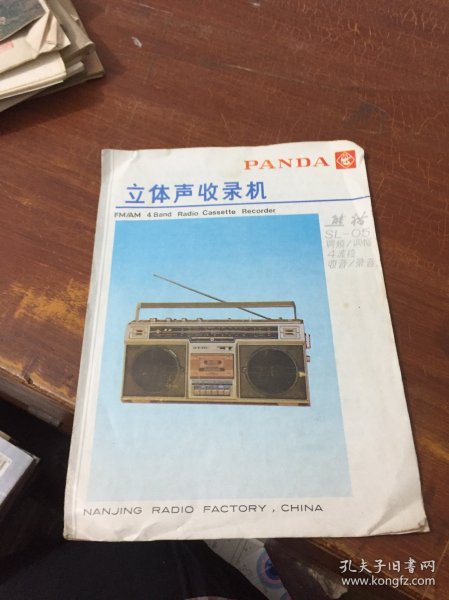 PANDA
立体声收录机
FM/AM 4 Band Radio Cassette Recorder
熊猫
SL-05
调频/调幅
4波段
收音/录音
NANJING RADIO FACTORY, CHINA
孔夫子旧书网
www.kongfz.com